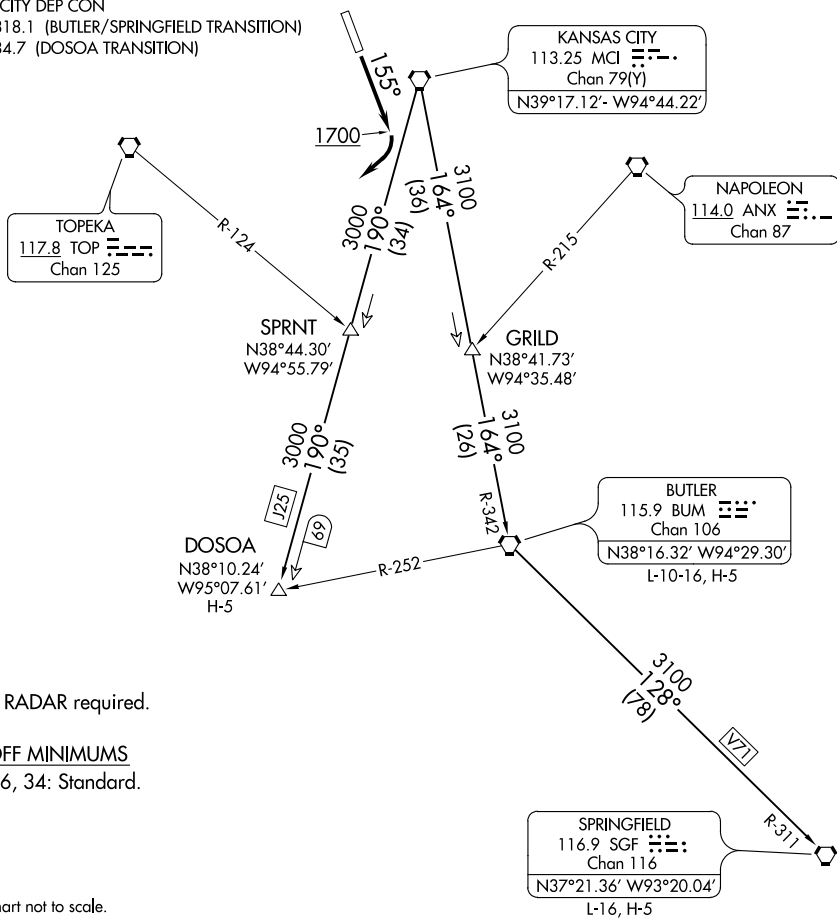 CITY DEP CON
318.1 (BUTLER/SPRINGFIELD TRANSITION)
34.7 (DOSOA TRANSITION)
155°
1700
KANSAS CITY
113.25 MCI
Chan 79(Y)
N39°17.12'- W94°44.22'
TOPEKA
117.8 TOP
Chan 125
NAPOLEON
114.0 ANX
Chan 87
R-124
3000
190°
(34)
3100
164°
(36)
R-215
SPRNT
N38°44.30'
W94°55.79'
GRILD
N38°41.73'
W94°35.48'
3000
190°
(35)
3100
164°
(26)
R-342
J25
69
BUTLER
115.9 BUM
Chan 106
N38°16.32' W94°29.30'
L-10-16, H-5
DOSOA
N38°10.24'
W95°07.61'
H-5
R-252
3100
128°
(78)
V71
R-311
RADAR required.
OFF MINIMUMS
6, 34: Standard.
SPRINGFIELD
116.9 SGF
Chan 116
N37°21.36' W93°20.04'
L-16, H-5
hart not to scale.